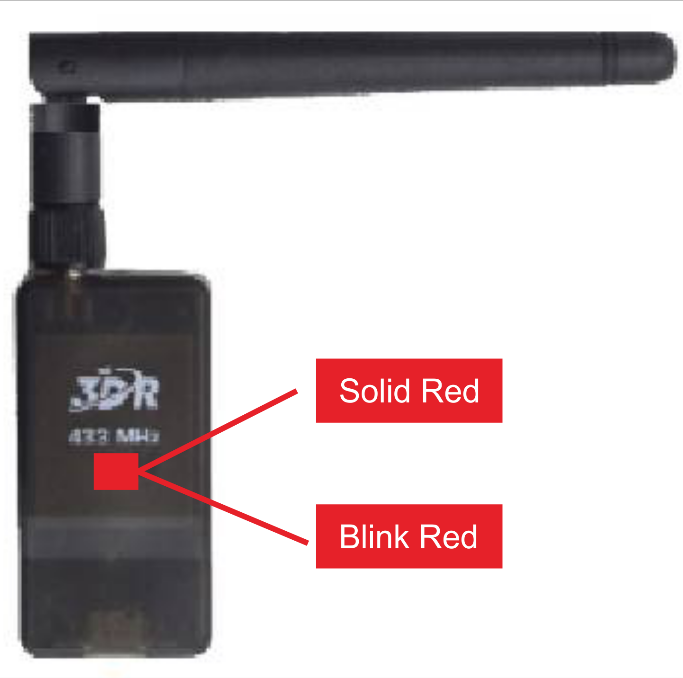 3DR
433 MHz
Solid Red
Blink Red